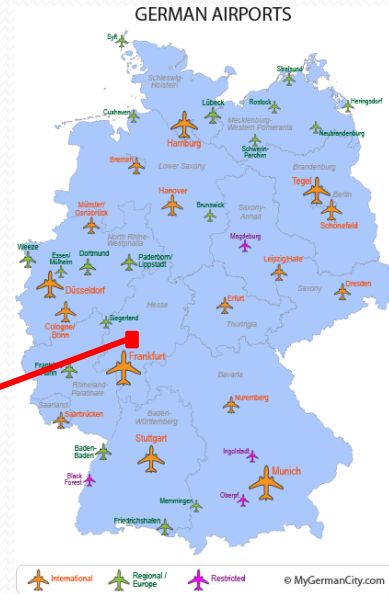 GERMAN AIRPORTS
Sylt
Stralsund
Schleswig-
Holstein
Heringsdorf
Rostock
Lübeck
Cuxhaven
Mecklenburg-
Western Pomerania
Hamburg
Neubrandenburg
Schwerin-
Parchim
Bremen
Lower Saxony
Brandenburg
Tegel
Berlin
Hanover
Münster/
Osnabrück
Brunswick
Saxony-
Anhalt
Schönefeld
North Rhine-
Westphalia
Magdeburg
Weeze
Essen/
Mülheim
Dortmund
Paderborn/
Lippstadt
Leipzig/Halle
Düsseldorf
Dresden
Saxony
Hesse
Erfurt
Cologne/
Bonn
Siegerland
Thuringia
Frankfurt
Bavaria
Rhineland-
Palatinate
Nuremberg
Saarland
Saarbrücken
Baden-
Württemberg
Stuttgart
Baden-
Baden
Ingolstadt
Black
Forest
Munich
Oberpf.
Memmingen
Friedrichshafen
International
Regional /
Europe
Restricted
© MyGermanCity.com